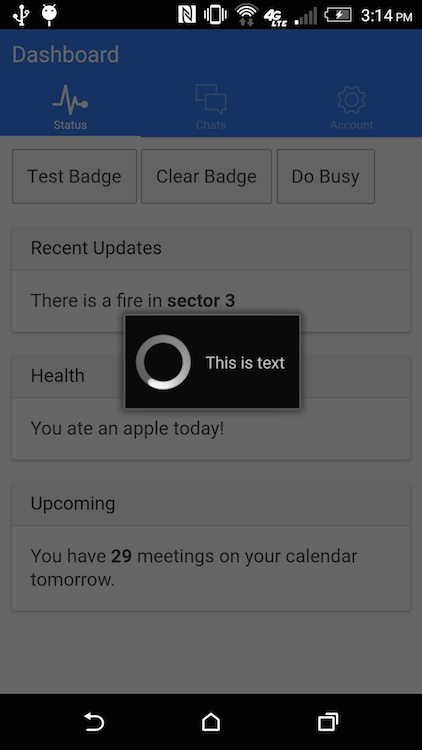 4G LTE 3:14 PM
Dashboard
Status Chats Account
Test Badge Clear Badge Do Busy
Recent Updates
There is a fire in sector 3
This is text
Health
You ate an apple today!
Upcoming
You have 29 meetings on your calendar
tomorrow.